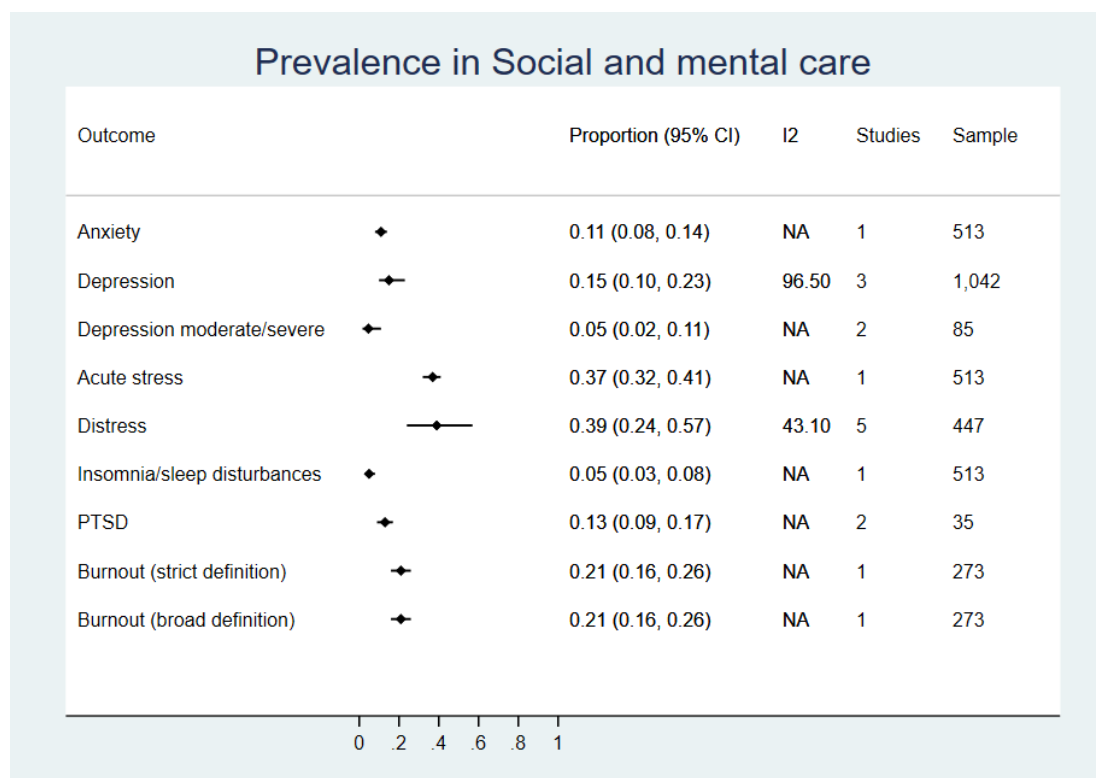 Prevalence in Social and mental care
Outcome Proportion (95% CI) I2 Studies Sample
Anxiety 0.11 (0.08, 0.14) NA 1 513
Depression 0.15 (0.10, 0.23) 96.50 3 1,042
Depression moderate/severe 0.05 (0.02, 0.11) NA 2 85
Acute stress 0.37 (0.32, 0.41) NA 1 513
Distress 0.39 (0.24, 0.57) 43.10 5 447
Insomnia/sleep disturbances 0.05 (0.03, 0.08) NA 1 513
PTSD 0.13 (0.09, 0.17) NA 2 35
Burnout (strict definition) 0.21 (0.16, 0.26) NA 1 273
Burnout (broad definition) 0.21 (0.16, 0.26) NA 1 273
0 .2 .4 .6 .8 1